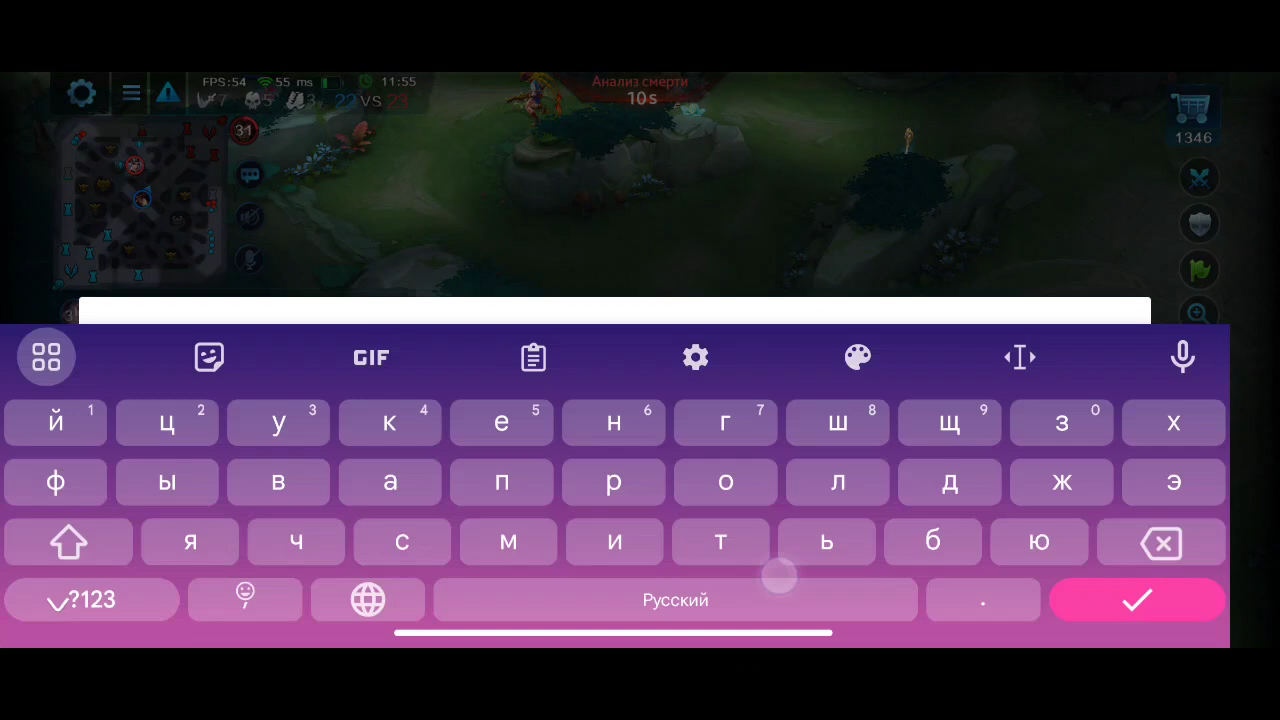 FPS:54 55 ms 11:55
7 5 3 22 VS 23
Анализ смерти
10s
31
1346
GIF
й 1 ц 2 у 3 к 4 е 5 н 6 г 7 ш 8 щ 9 з 0 х
ф ы в а п р о л д ж э
я ч с м и т ь б ю
?123 , Русский .